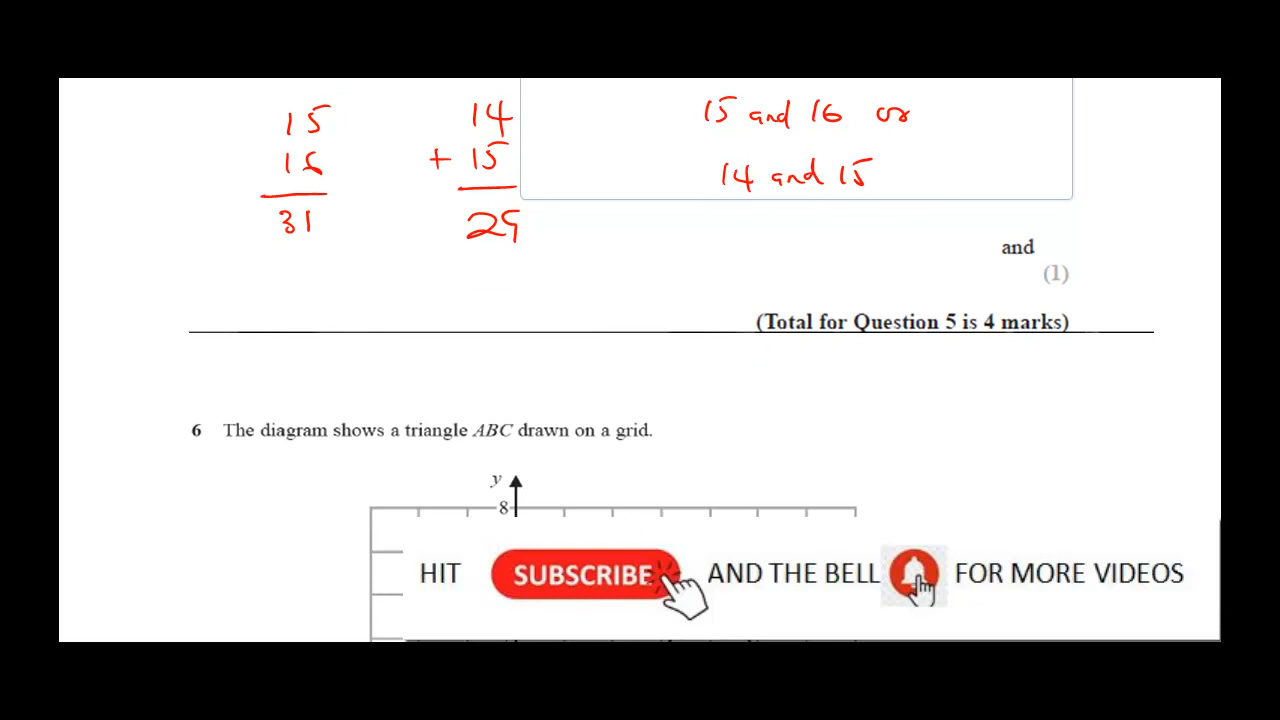 15
16
31
14
+ 15
29
15 and 16 or
14 and 15
and
(1)
(Total for Question 5 is 4 marks)
6 The diagram shows a triangle ABC drawn on a grid.
y
8
HIT SUBSCRIBE AND THE BELL FOR MORE VIDEOS